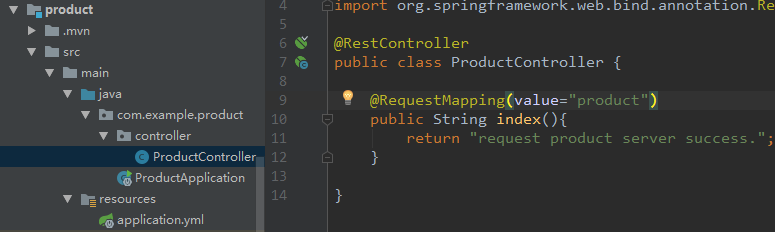 product
.mvn
src
main
java
com.example.product
controller
ProductController
ProductApplication
resources
application.yml
4 import org.springframework.web.bind.annotation.Re
5
6 @RestController
7 public class ProductController {
8
9 @RequestMapping(value="product")
10 public String index(){
11 return "request product server success.";
12 }
13
14 }